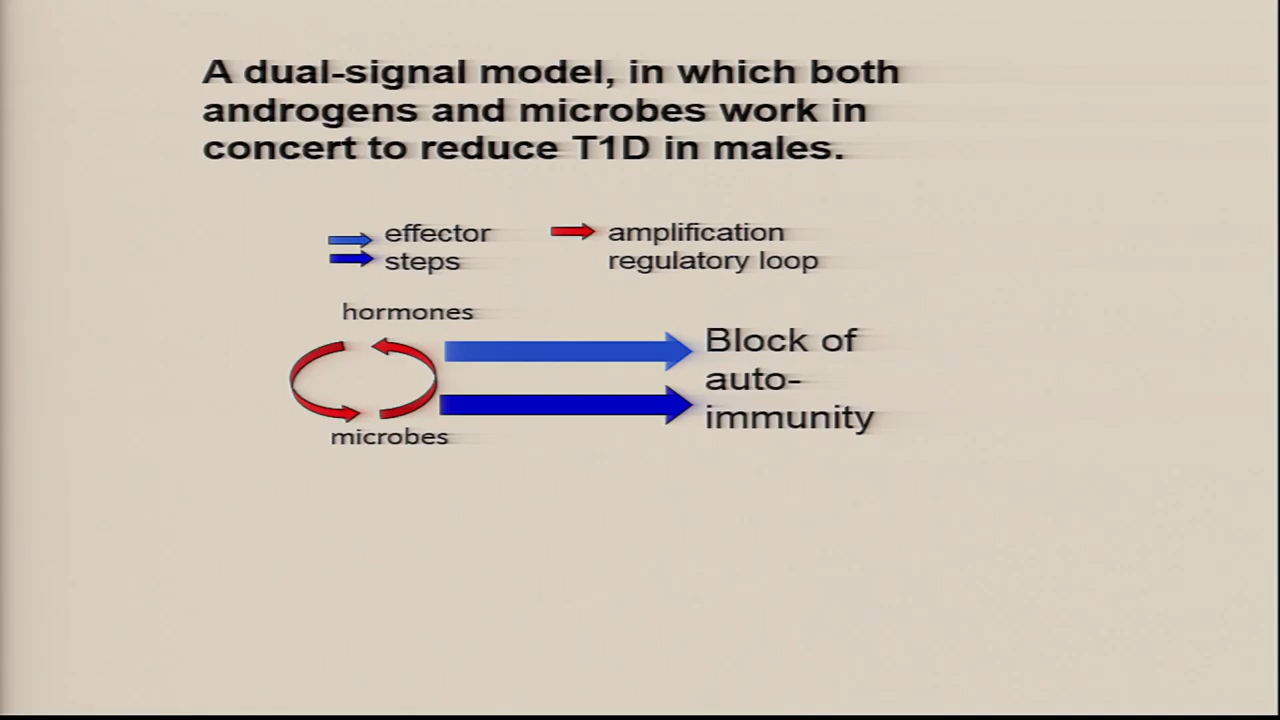 A dual-signal model, in which both
androgens and microbes work in
concert to reduce T1D in males.
effector
steps
amplification
regulatory loop
hormones
microbes
Block of
auto-
immunity